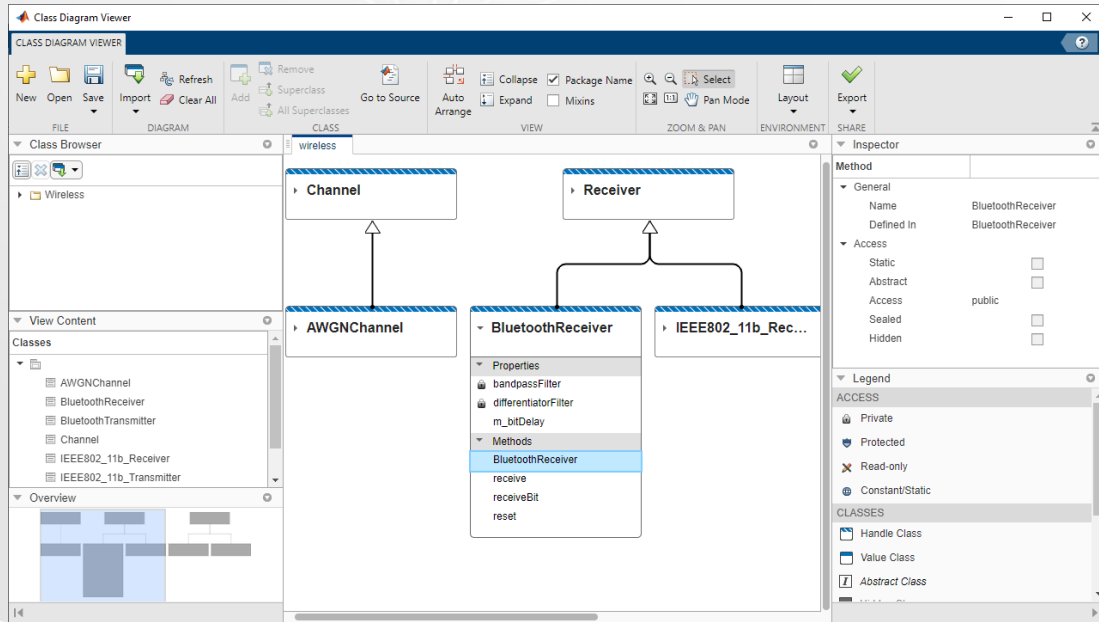 Class Diagram Viewer
CLASS DIAGRAM VIEWER
?
New
Open
Save
FILE
Import
Refresh
Clear All
DIAGRAM
Add
Remove
Superclass
All Superclasses
Go to Source
CLASS
Auto
Arrange
Collapse
Expand
Package Name
Mixins
VIEW
Select
1:1
Pan Mode
ZOOM & PAN
Layout
ENVIRONMENT
Export
SHARE
Class Browser
Wireless
View Content
Classes
AWGNChannel
BluetoothReceiver
BluetoothTransmitter
Channel
IEEE802_11b_Receiver
IEEE802_11b_Transmitter
Overview
wireless
Channel
Receiver
AWGNChannel
BluetoothReceiver
IEEE802_11b_Rec...
Properties
bandpassFilter
differentiatorFilter
m_bitDelay
Methods
BluetoothReceiver
receive
receiveBit
reset
Inspector
Method
General
Name BluetoothReceiver
Defined In BluetoothReceiver
Access
Static
Abstract
Access public
Sealed
Hidden
Legend
ACCESS
Private
Protected
Read-only
Constant/Static
CLASSES
Handle Class
Value Class
I Abstract Class